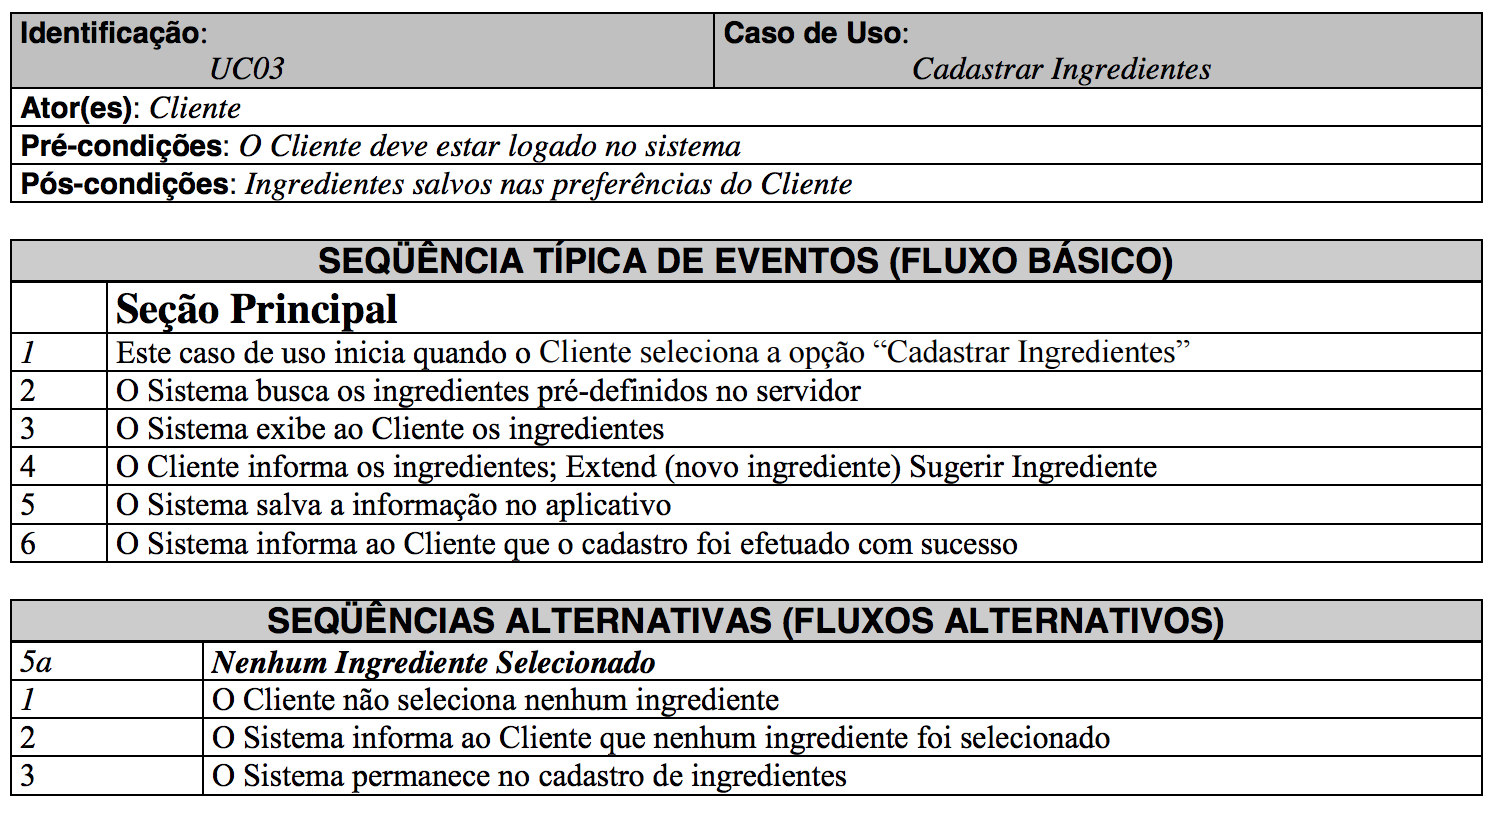 Identificação:
UC03
Caso de Uso:
Cadastrar Ingredientes
Ator(es): Cliente
Pré-condições: O Cliente deve estar logado no sistema
Pós-condições: Ingredientes salvos nas preferências do Cliente
SEQÜÊNCIA TÍPICA DE EVENTOS (FLUXO BÁSICO)
Seção Principal
1 Este caso de uso inicia quando o Cliente seleciona a opção “Cadastrar Ingredientes”
2 O Sistema busca os ingredientes pré-definidos no servidor
3 O Sistema exibe ao Cliente os ingredientes
4 O Cliente informa os ingredientes; Extend (novo ingrediente) Sugerir Ingrediente
5 O Sistema salva a informação no aplicativo
6 O Sistema informa ao Cliente que o cadastro foi efetuado com sucesso
SEQÜÊNCIAS ALTERNATIVAS (FLUXOS ALTERNATIVOS)
5a Nenhum Ingrediente Selecionado
1 O Cliente não seleciona nenhum ingrediente
2 O Sistema informa ao Cliente que nenhum ingrediente foi selecionado
3 O Sistema permanece no cadastro de ingredientes